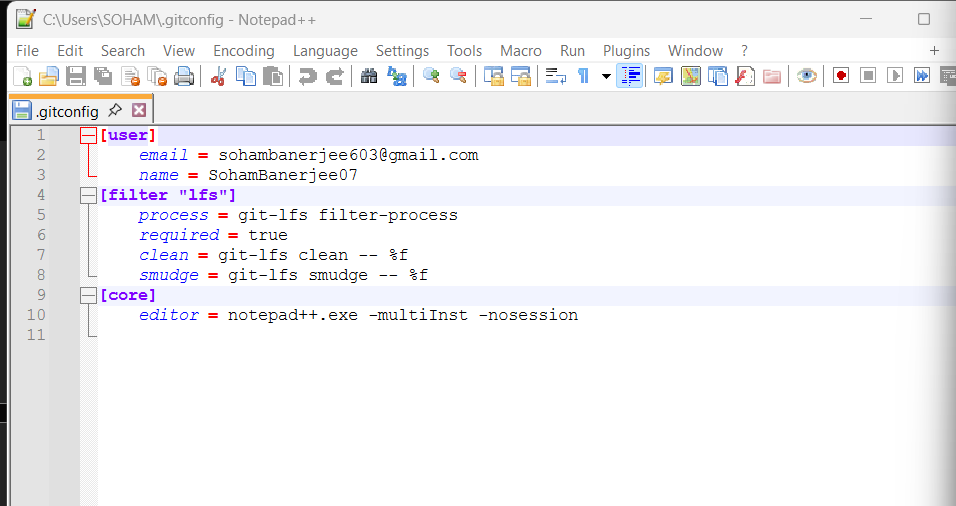 C:\Users\SOHAM\.gitconfig - Notepad++
File Edit Search View Encoding Language Settings Tools Macro Run Plugins Window ? +
.gitconfig
1 [user]
2 email = sohambanerjee603@gmail.com
3 name = SohamBanerjee07
4 [filter "lfs"]
5 process = git-lfs filter-process
6 required = true
7 clean = git-lfs clean -- %f
8 smudge = git-lfs smudge -- %f
9 [core]
10 editor = notepad++.exe -multiInst -nosession
11